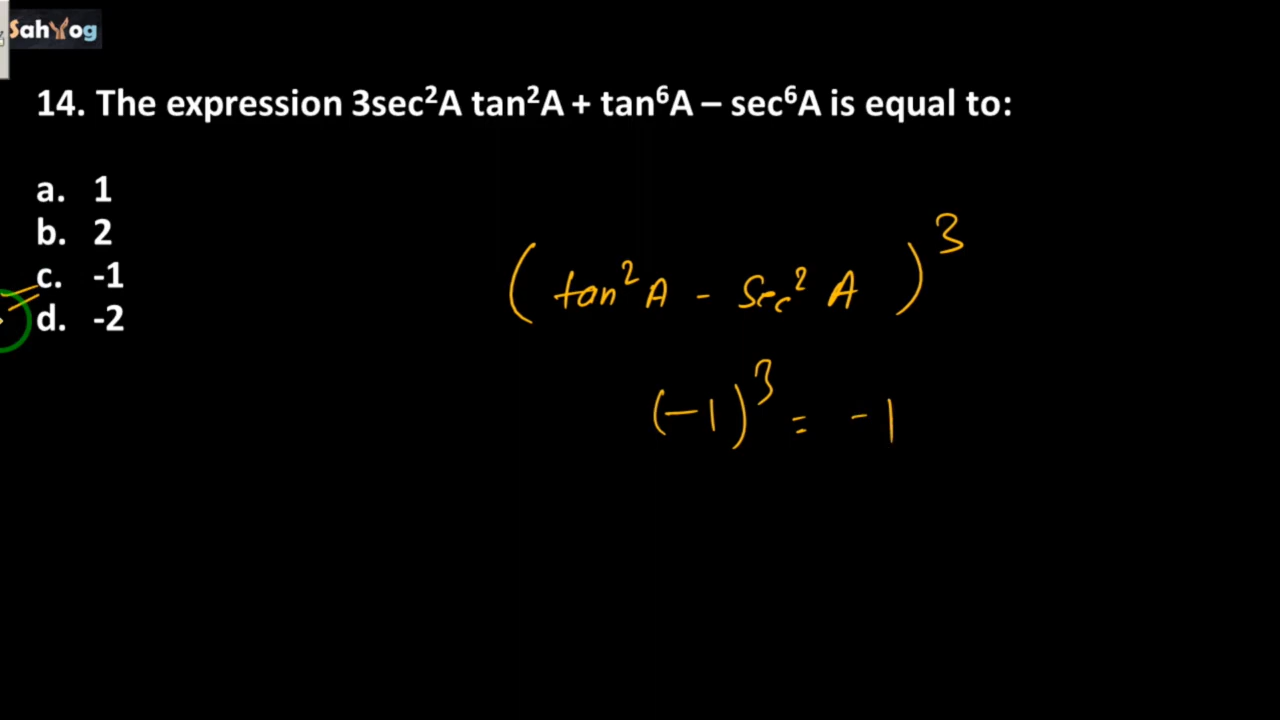 SahYog
14. The expression 3sec²A tan²A + tan⁶A – sec⁶A is equal to:
a. 1
b. 2
c. -1
d. -2
(tan²A - Sec²A)³
(-1)³ = -1